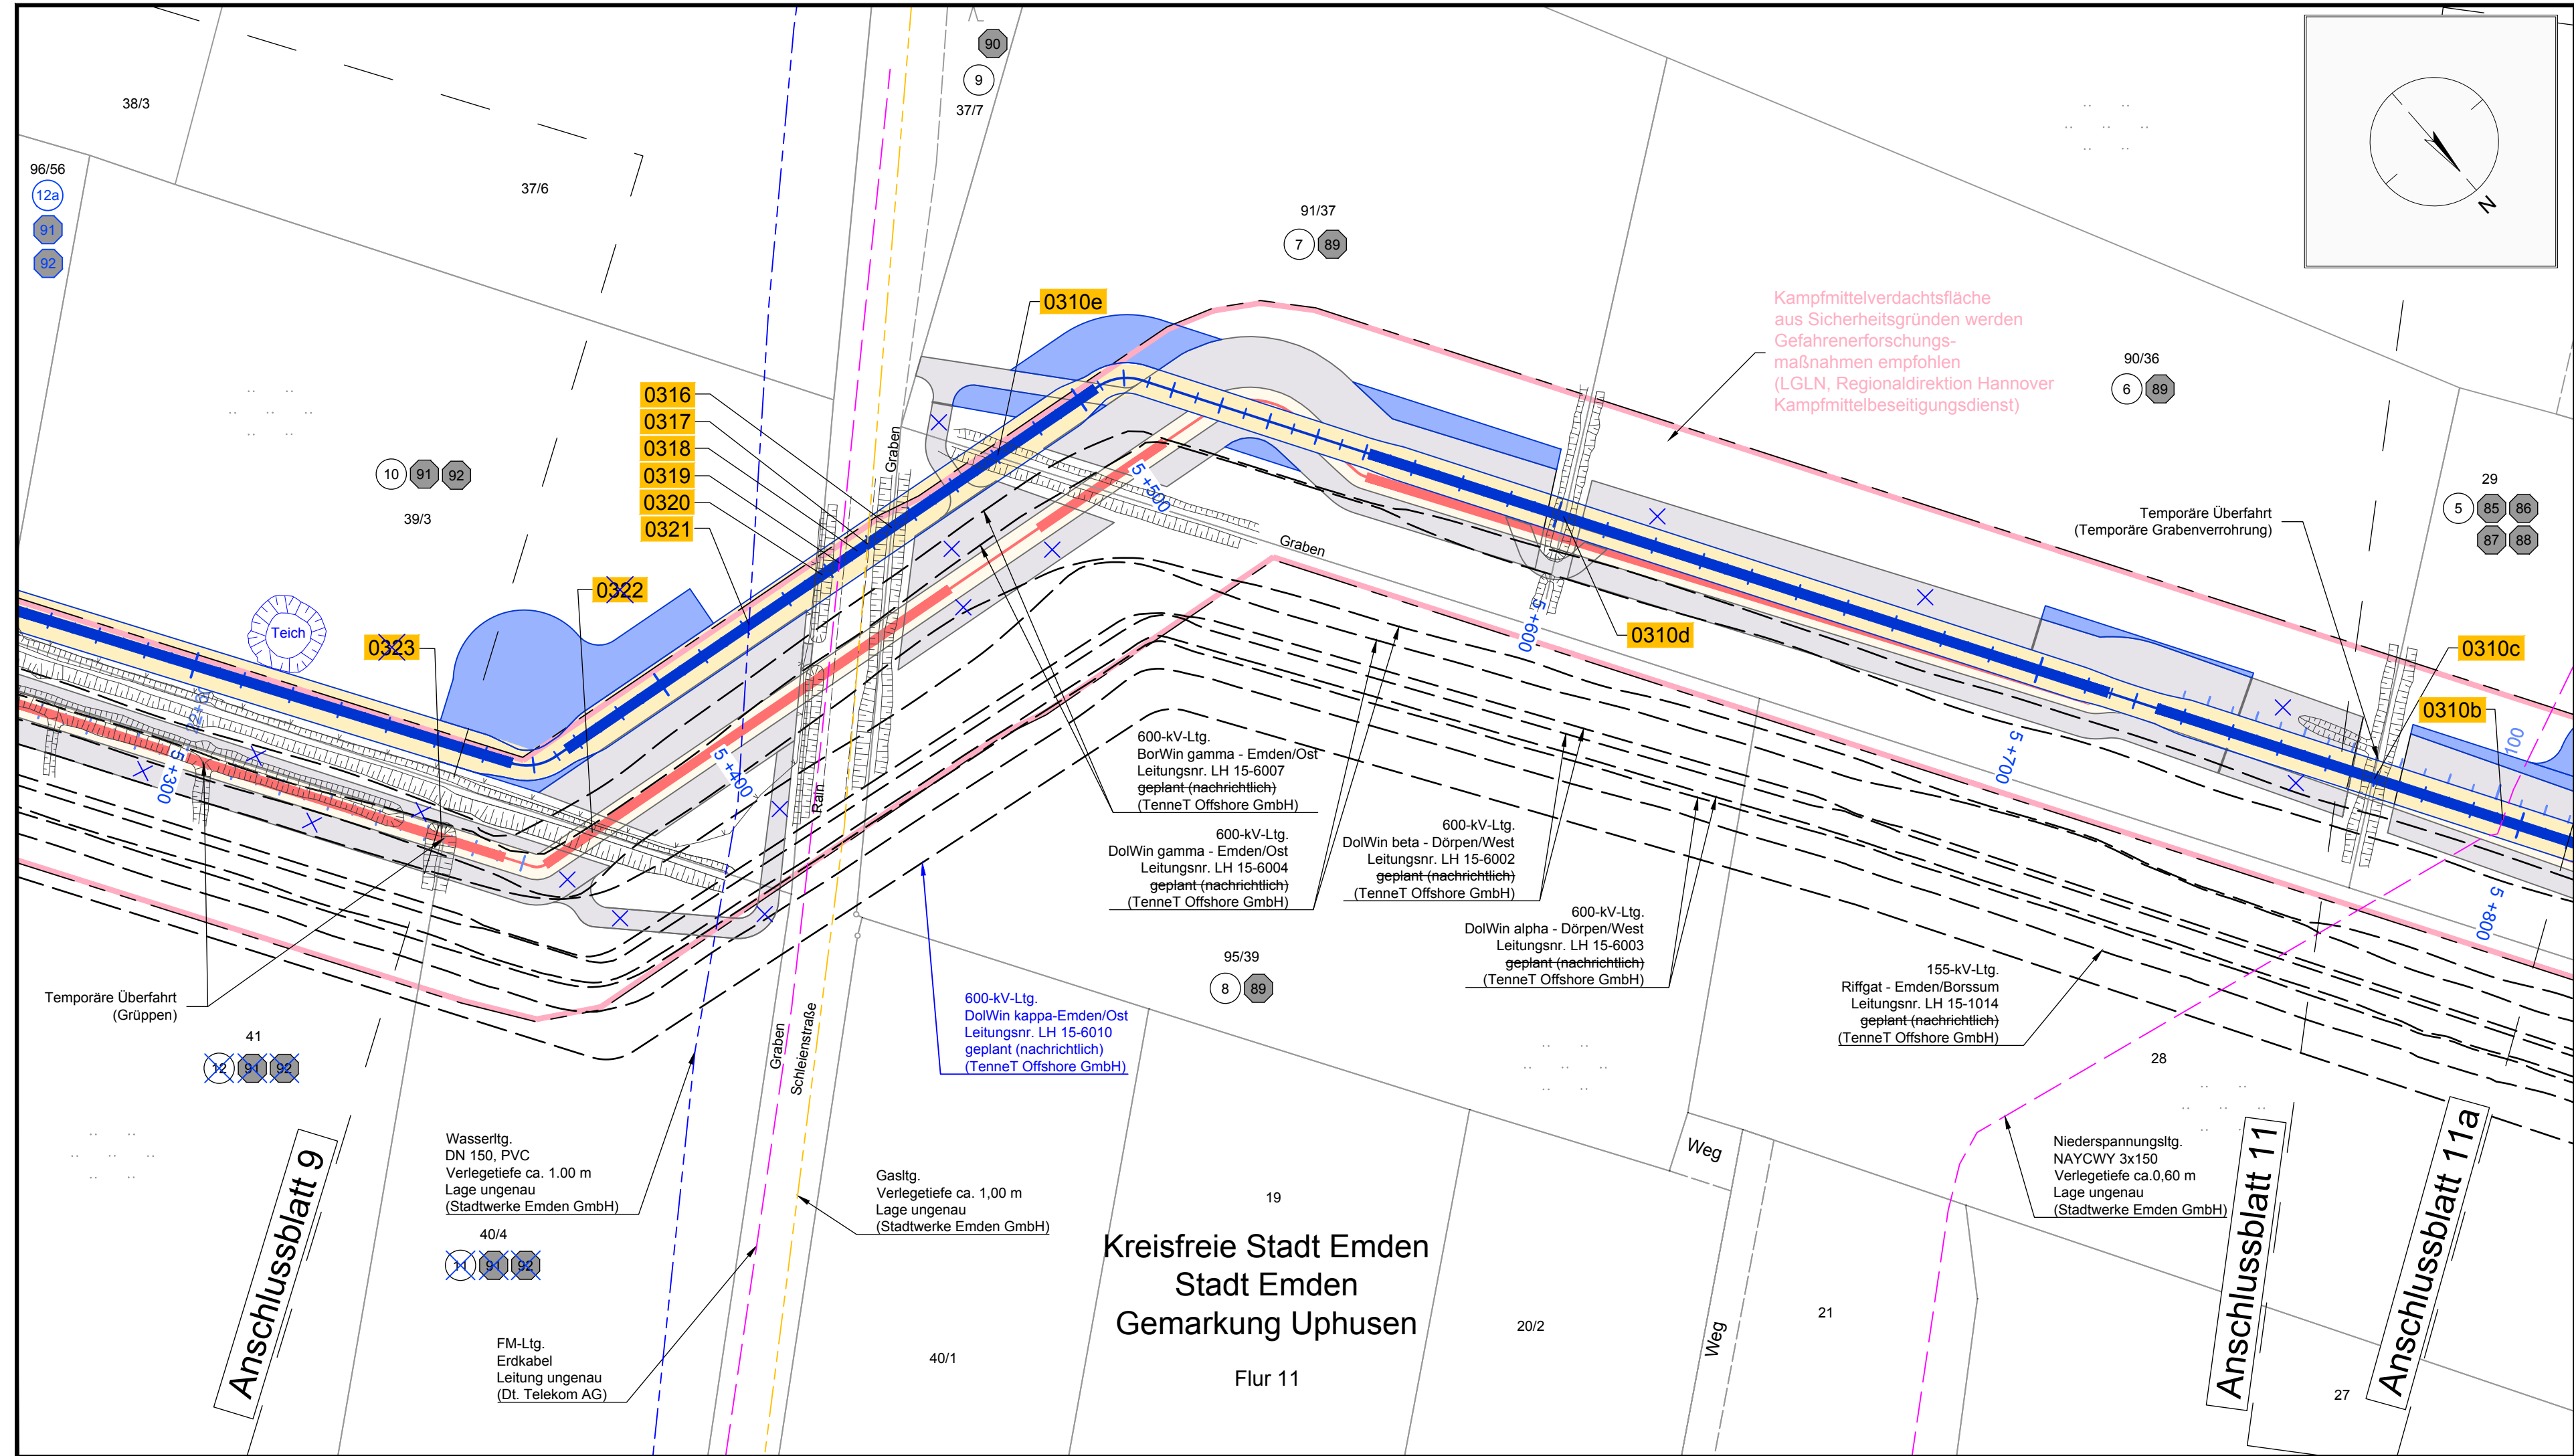 38/3
96/56
12a
91
92
37/6
90
9
37/7
N
91/37
7 89
0310e
Kampfmittelverdachtsfläche
aus Sicherheitsgründen werden
Gefahrenerforschungs-
maßnahmen empfohlen
(LGLN, Regionaldirektion Hannover
Kampfmittelbeseitigungsdienst)
90/36
6 89
0316
0317
0318
0319
0320
0321
Graben
10 91 92
39/3
5 +500
Graben
29
5 85 86
87 88
Temporäre Überfahrt
(Temporäre Grabenverrohrung)
0322
Teich
0323
5 +600
0310d
0310c
0310b
100
5 +300
5 +400
Rain
5 +700
5 +800
600-kV-Ltg.
BorWin gamma - Emden/Ost
Leitungsnr. LH 15-6007
geplant (nachrichtlich)
(TenneT Offshore GmbH)
600-kV-Ltg.
DolWin gamma - Emden/Ost
Leitungsnr. LH 15-6004
geplant (nachrichtlich)
(TenneT Offshore GmbH)
600-kV-Ltg.
DolWin beta - Dörpen/West
Leitungsnr. LH 15-6002
geplant (nachrichtlich)
(TenneT Offshore GmbH)
600-kV-Ltg.
DolWin alpha - Dörpen/West
Leitungsnr. LH 15-6003
geplant (nachrichtlich)
(TenneT Offshore GmbH)
95/39
8 89
155-kV-Ltg.
Riffgat - Emden/Borssum
Leitungsnr. LH 15-1014
geplant (nachrichtlich)
(TenneT Offshore GmbH)
600-kV-Ltg.
DolWin kappa-Emden/Ost
Leitungsnr. LH 15-6010
geplant (nachrichtlich)
(TenneT Offshore GmbH)
Temporäre Überfahrt
(Grüppen)
41
12 91 92
Graben
Schleienstraße
28
Anschlussblatt 9
Wasserltg.
DN 150, PVC
Verlegetiefe ca. 1.00 m
Lage ungenau
(Stadtwerke Emden GmbH)
40/4
11 91 92
Gasltg.
Verlegetiefe ca. 1,00 m
Lage ungenau
(Stadtwerke Emden GmbH)
19
Kreisfreie Stadt Emden
Stadt Emden
Gemarkung Uphusen
Flur 11
Weg
Niederspannungsltg.
NAYCWY 3x150
Verlegetiefe ca.0,60 m
Lage ungenau
(Stadtwerke Emden GmbH)
Anschlussblatt 11
Anschlussblatt 11a
FM-Ltg.
Erdkabel
Leitung ungenau
(Dt. Telekom AG)
40/1
20/2
Weg
21
27